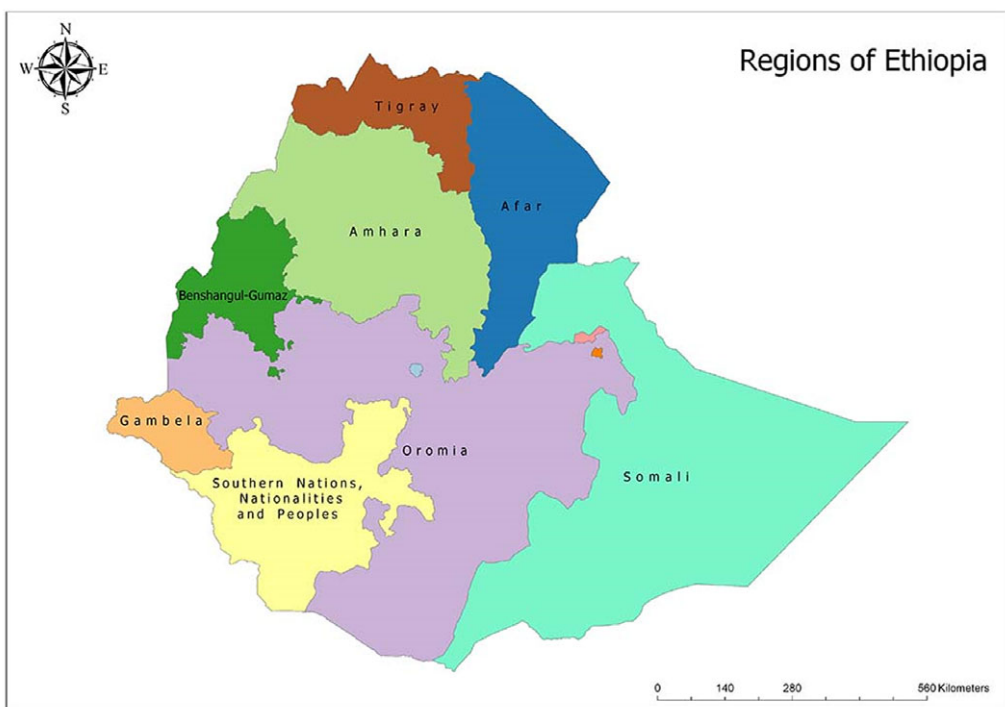 N
W E
S
Regions of Ethiopia
Tigray
Afar
Amhara
Benshangul-Gumaz
Gambela
Oromia
Somali
Southern Nations,
Nationalities
and Peoples
0 140 280 560 Kilometers